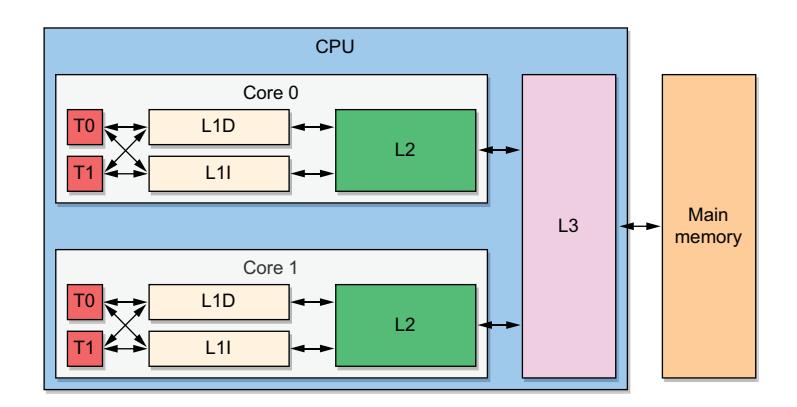 CPU
Core 0
T0
L1D
T1
L1I
L2
Core 1
T0
L1D
T1
L1I
L2
L3
Main
memory